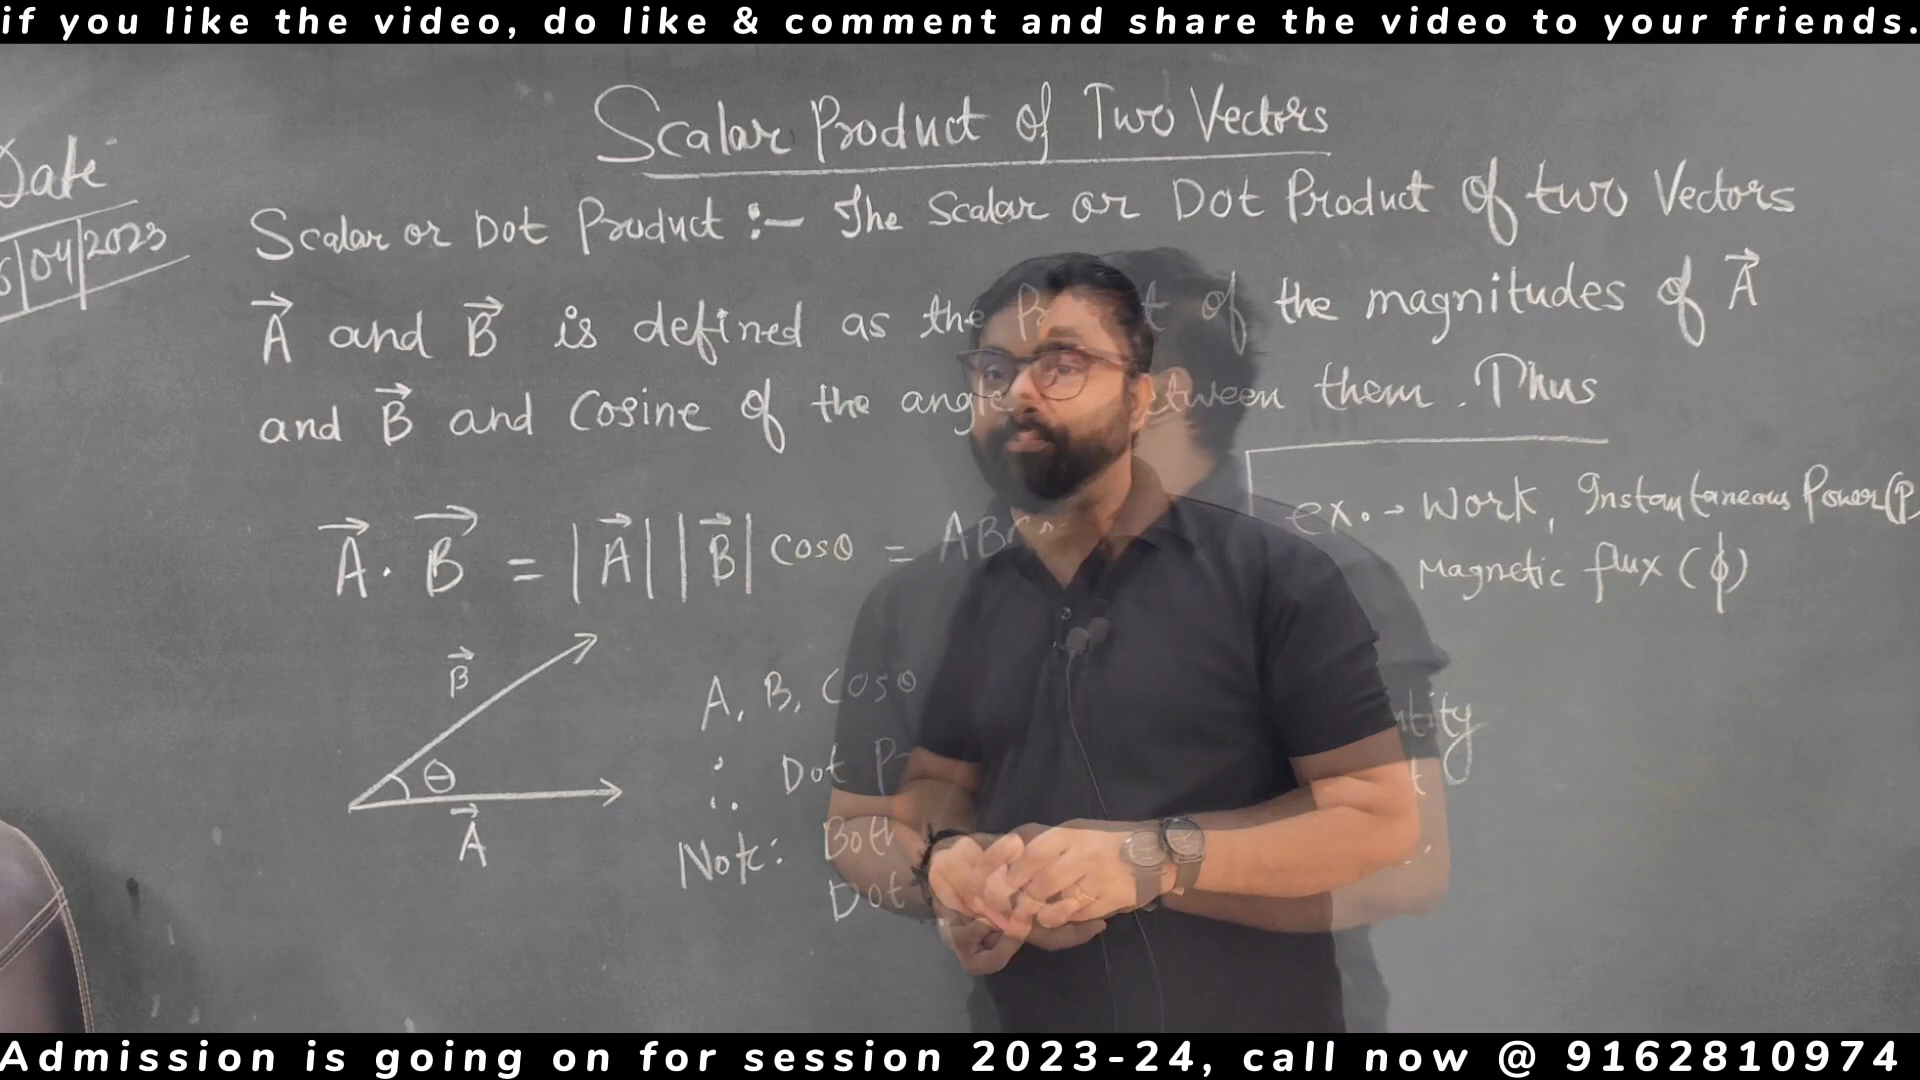 if you like the video, do like & comment and share the video to your friends.
Scalar Product of Two Vectors
Date
/04/2023
Scalar or Dot Product :- The Scalar or Dot Product of two Vectors
A⃗ and B⃗ is defined as the of the magnitudes of A⃗
and B⃗ and Cosine of the angle between them. Thus
A⃗ . B⃗ = |A⃗| |B⃗| cosθ = AB
ex. - Work, Instantaneous Power(P
Magnetic flux (ϕ)
B⃗
θ
A⃗
A, B, Cosθ
∴ Dot P
Note: Both
Dot
Admission is going on for session 2023-24, call now @ 9162810974